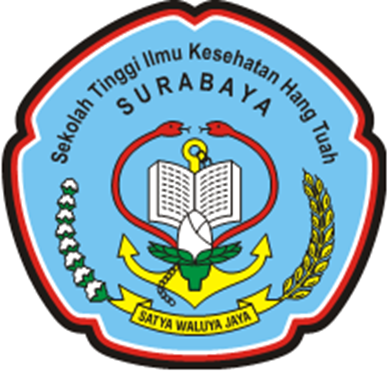 Sekolah Tinggi Ilmu Kesehatan Hang Tuah
SURABAYA
SATYA WALUYA JAYA